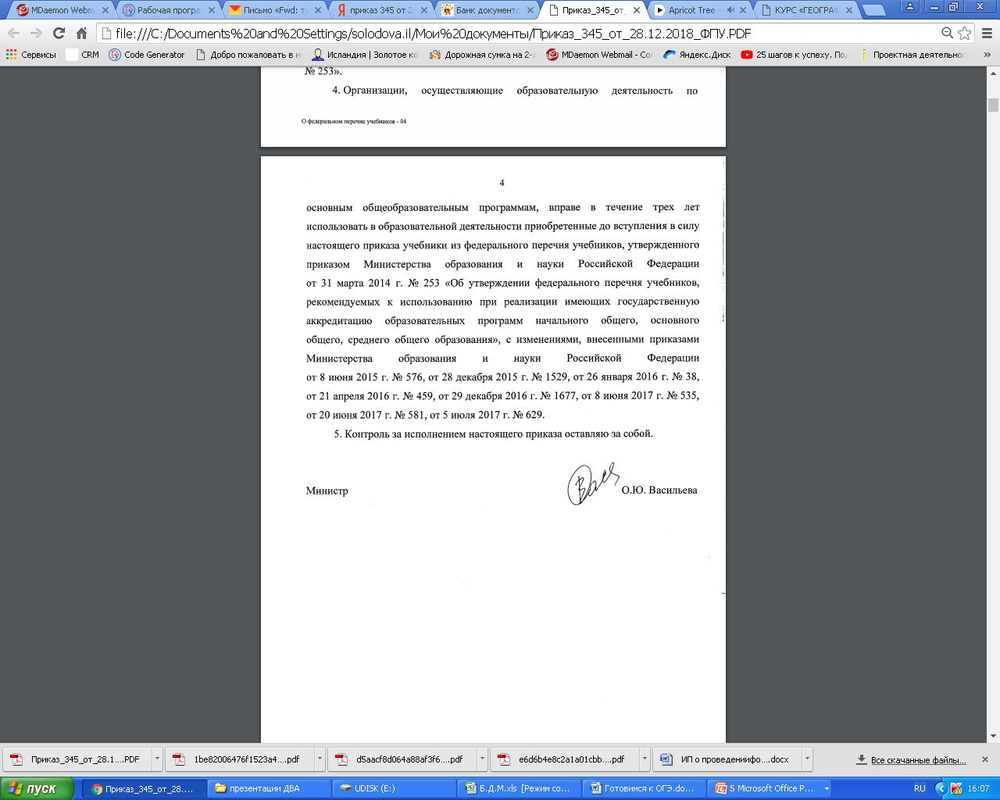 MDaemon Webm
Рабочая програ
Письмо «Fwd: т
приказ 345 от 2
Банк документо
Приказ_345_от_
Apricot Tree
КУРС «ГЕОГРАФ
file:///C:/Documents%20and%20Settings/solodova.il/Мои%20документы/Приказ_345_от_28.12.2018_ФПУ.PDF
Сервисы
CRM
Code Generator
Добро пожаловать в и
Исландия | Золотое ко
Дорожная сумка на 2-х
MDaemon Webmail - Со
Яндекс.Диск
25 шагов к успеху. По
Проектная деятельнос
»
№ 253».
4. Организации, осуществляющие образовательную деятельность по
О федеральном перечне учебников - 04
4
основным общеобразовательным программам, вправе в течение трех лет
использовать в образовательной деятельности приобретенные до вступления в силу
настоящего приказа учебники из федерального перечня учебников, утвержденного
приказом Министерства образования и науки Российской Федерации
от 31 марта 2014 г. № 253 «Об утверждении федерального перечня учебников,
рекомендуемых к использованию при реализации имеющих государственную
аккредитацию образовательных программ начального общего, основного
общего, среднего общего образования», с изменениями, внесенными приказами
Министерства образования и науки Российской Федерации
от 8 июня 2015 г. № 576, от 28 декабря 2015 г. № 1529, от 26 января 2016 г. № 38,
от 21 апреля 2016 г. № 459, от 29 декабря 2016 г. № 1677, от 8 июня 2017 г. № 535,
от 20 июня 2017 г. № 581, от 5 июля 2017 г. № 629.
5. Контроль за исполнением настоящего приказа оставляю за собой.
Министр О.Ю. Васильева
Приказ_345_от_28.1....PDF
1be82006476f1523a4....pdf
d5aacf8d064a88af3f6....pdf
e6d6b4e8c2a1a01cbb....pdf
ИП о проведениифо....docx
Все скачанные файлы...
пуск
Приказ_345_от_28....
презентации ДВА
UDISK (E:)
Б.Д.М.xls [Режим со...
Готовимся к ОГЭ.do...
5 Microsoft Office P...
RU
16:07